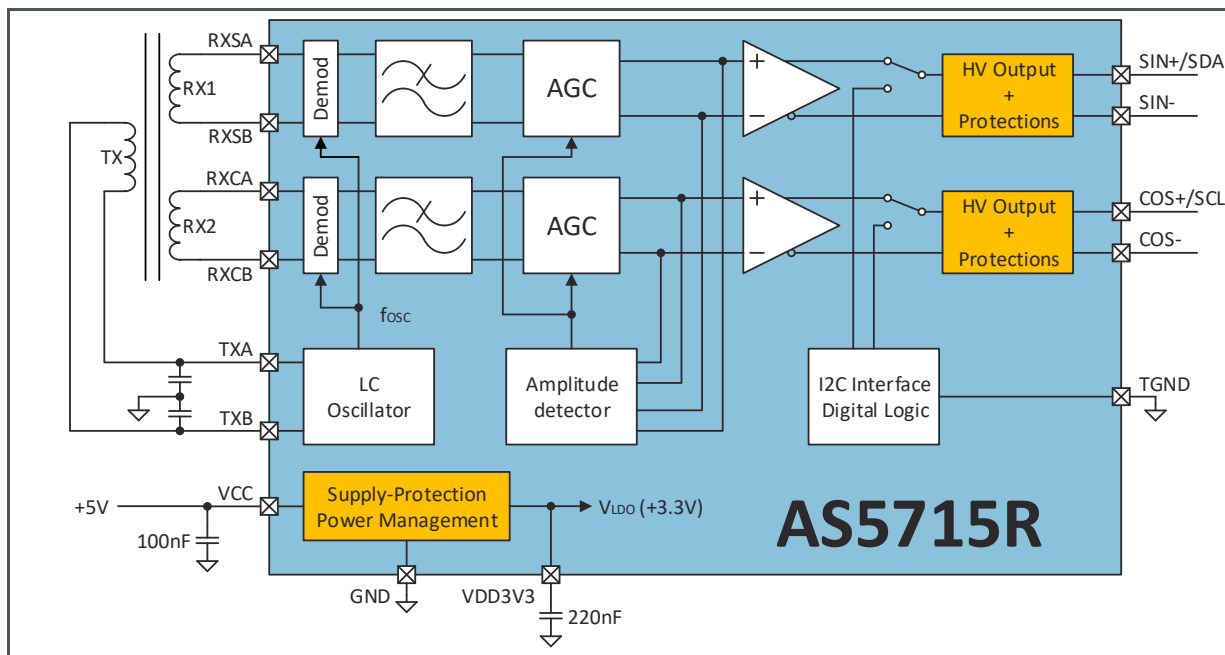 RXSA
RX1
RXSB
TX
RXCA
RX2
RXCB
TXA
TXB
VCC
+5V
100nF
GND
VDD3V3
220nF
Demod
AGC
+
−
HV Output
+
Protections
SIN+/SDA
SIN-
Demod
AGC
+
−
HV Output
+
Protections
COS+/SCL
COS-
fOSC
LC
Oscillator
Amplitude
detector
I2C Interface
Digital Logic
TGND
Supply-Protection
Power Management
VLDO (+3.3V)
AS5715R